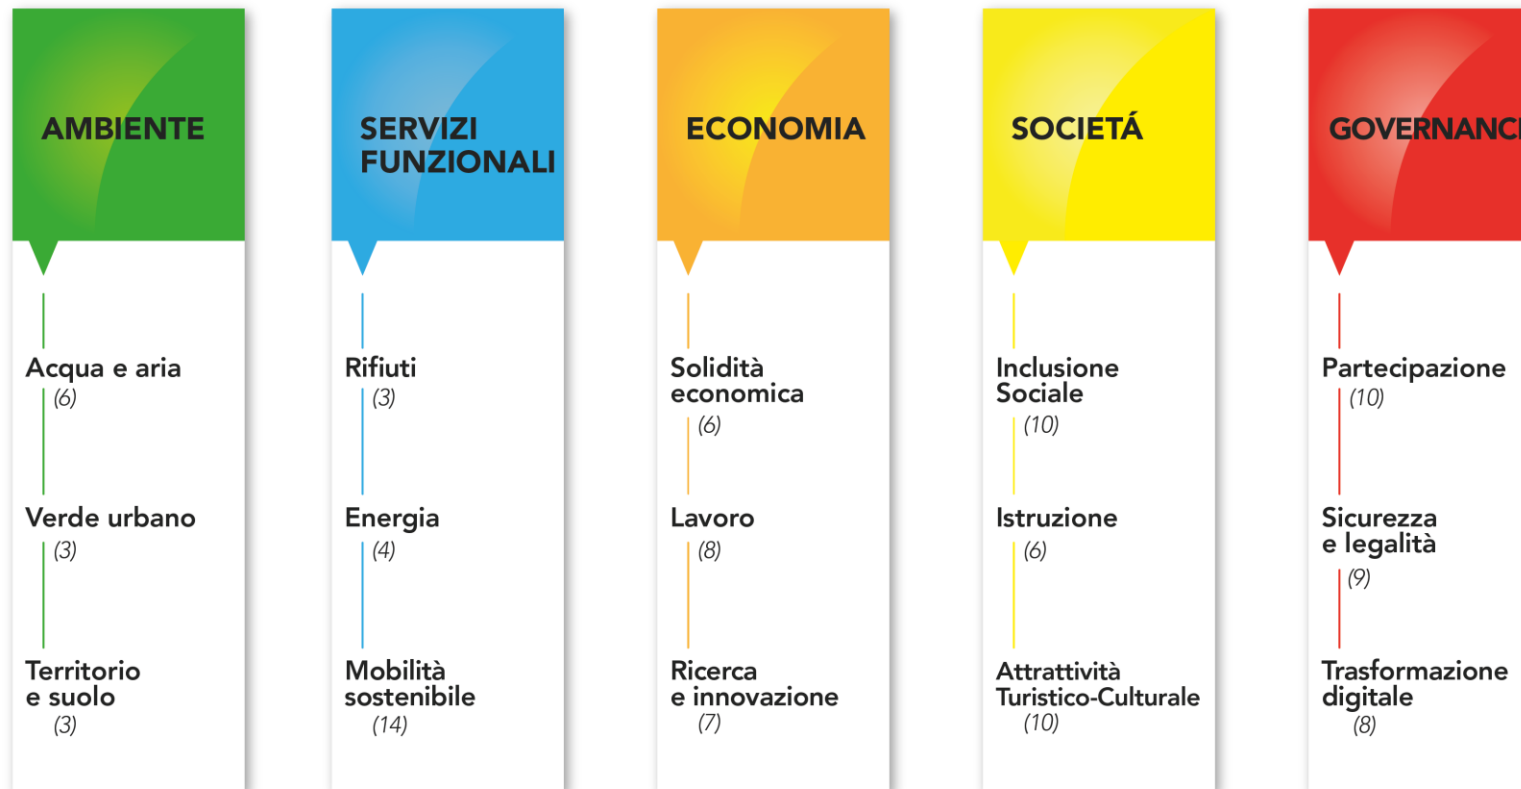 AMBIENTE
Acqua e aria
(6)
Verde urbano
(3)
Territorio
e suolo
(3)
SERVIZI
FUNZIONALI
Rifiuti
(3)
Energia
(4)
Mobilità
sostenibile
(14)
ECONOMIA
Solidità
economica
(6)
Lavoro
(8)
Ricerca
e innovazione
(7)
SOCIETÁ
Inclusione
Sociale
(10)
Istruzione
(6)
Attrattività
Turistico-Culturale
(10)
GOVERNANCE
Partecipazione
(10)
Sicurezza
e legalità
(9)
Trasformazione
digitale
(8)